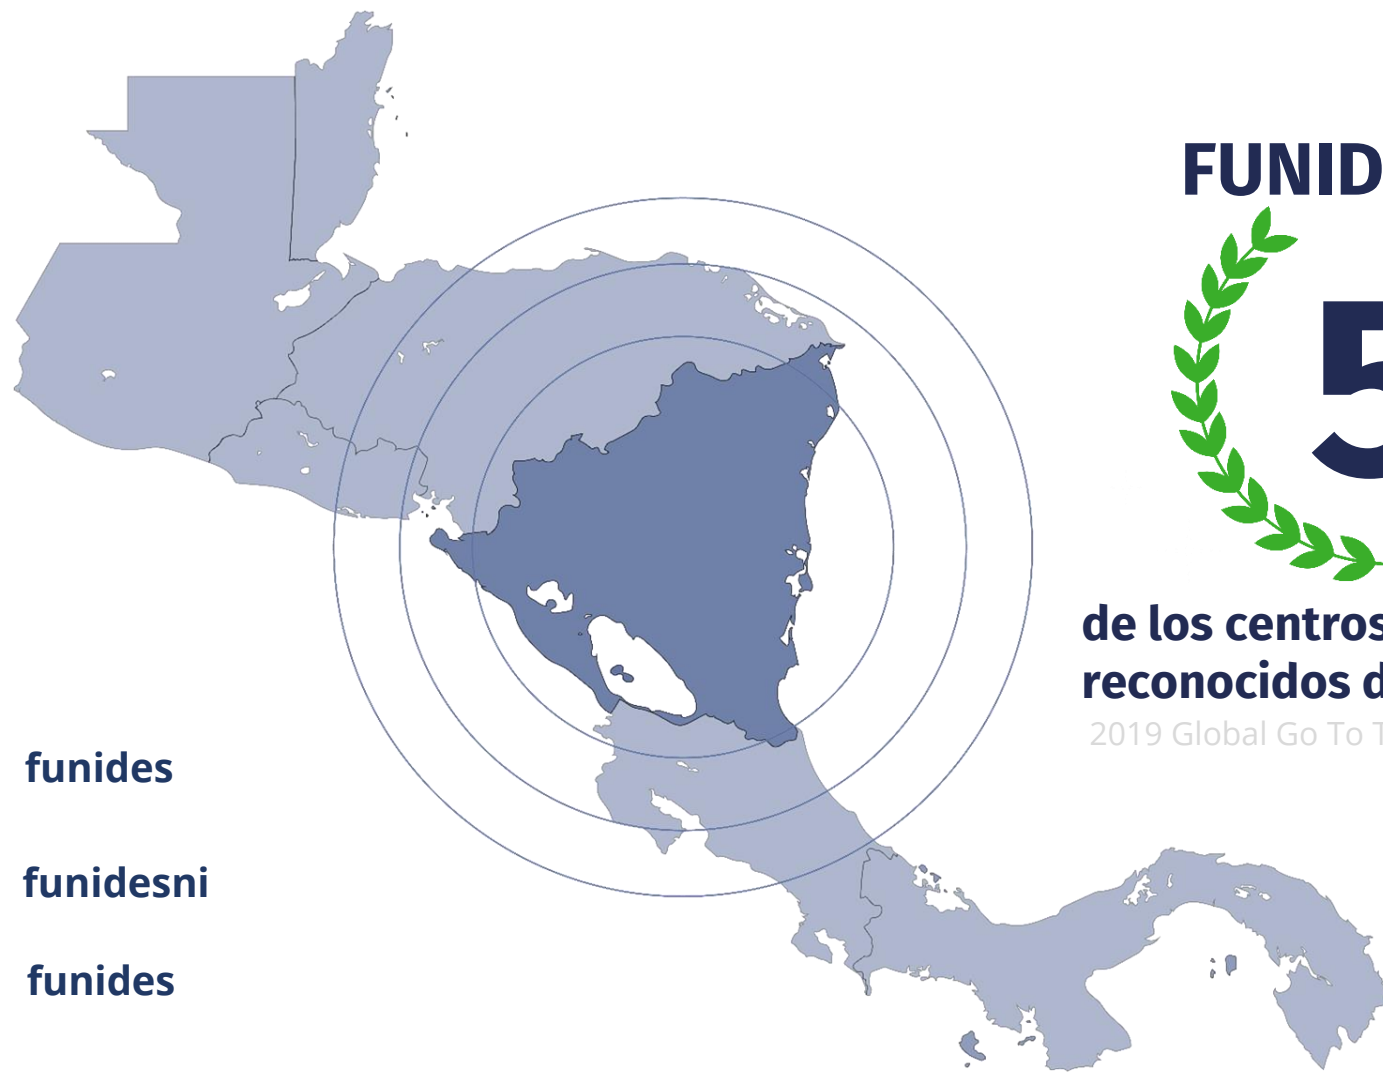 FUNID
5
de los centros
reconocidos d
2019 Global Go To T
funides
funidesni
funides